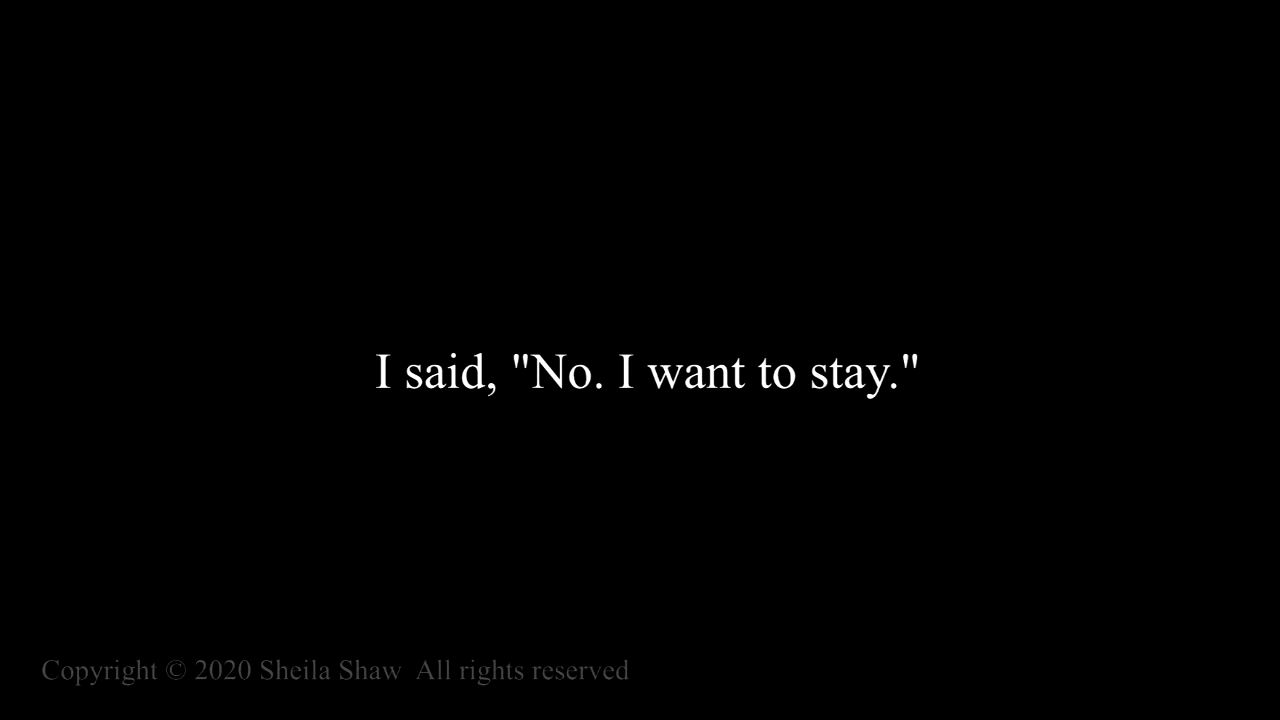 I said, "No. I want to stay."
Copyright © 2020 Sheila Shaw  All rights reserved